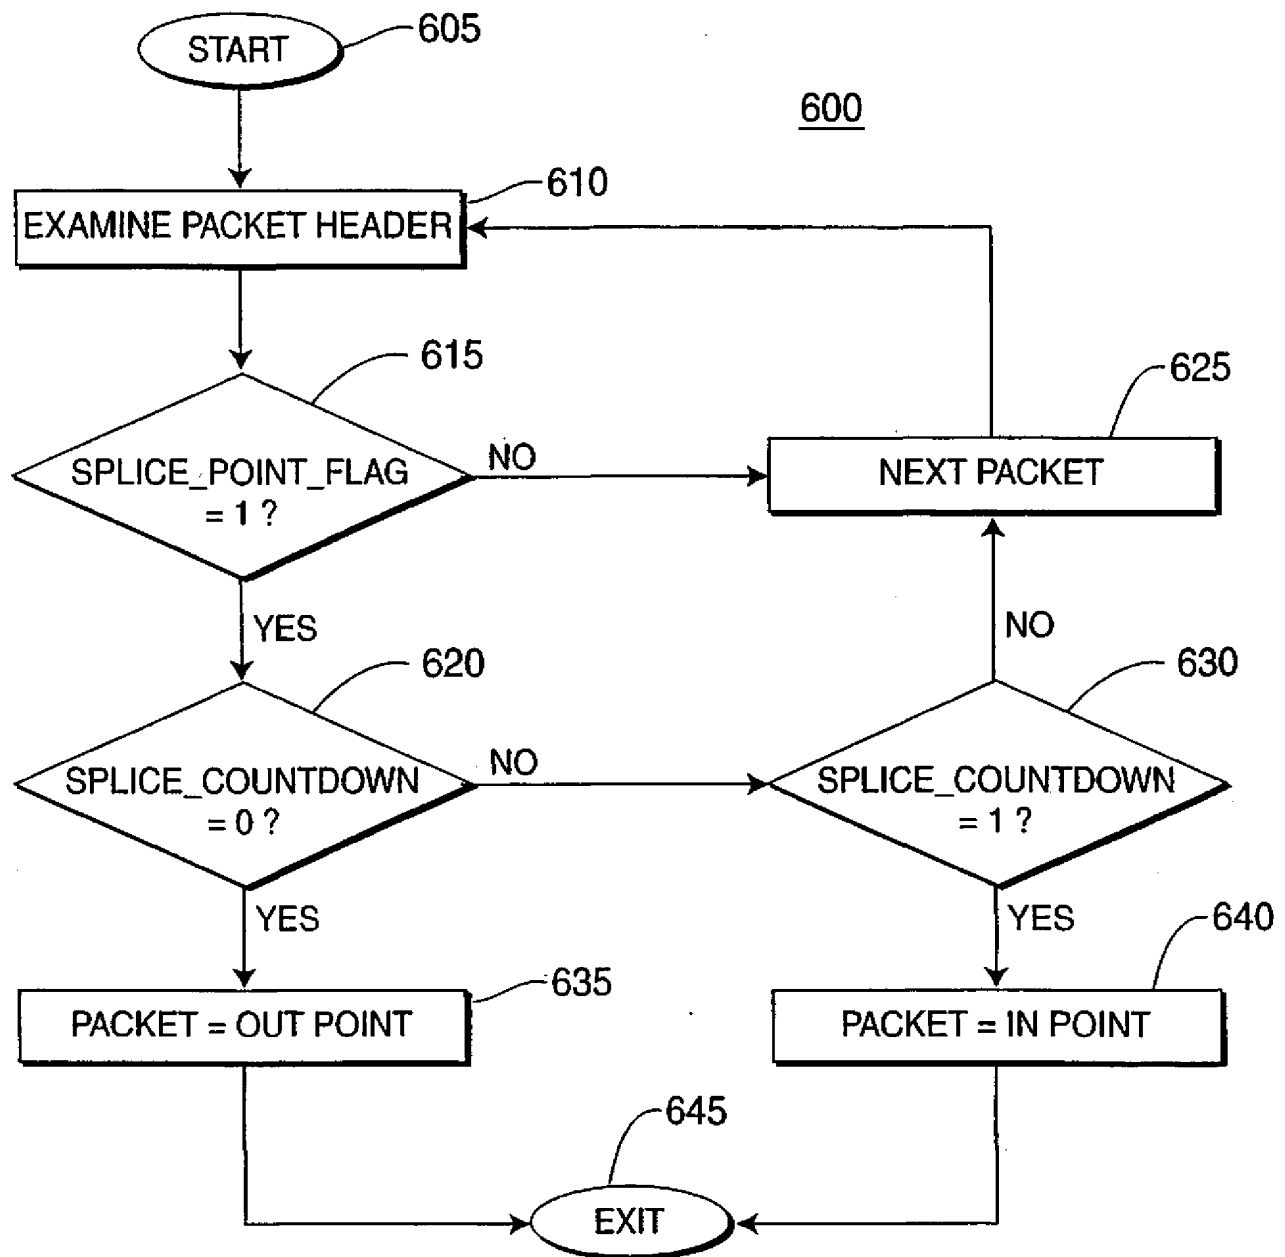 START
605
600
EXAMINE PACKET HEADER
610
615
SPLICE_POINT_FLAG
= 1 ?
NO
625
NEXT PACKET
YES
NO
620
SPLICE_COUNTDOWN
= 0 ?
NO
630
SPLICE_COUNTDOWN
= 1 ?
YES
YES
635
PACKET = OUT POINT
640
PACKET = IN POINT
645
EXIT